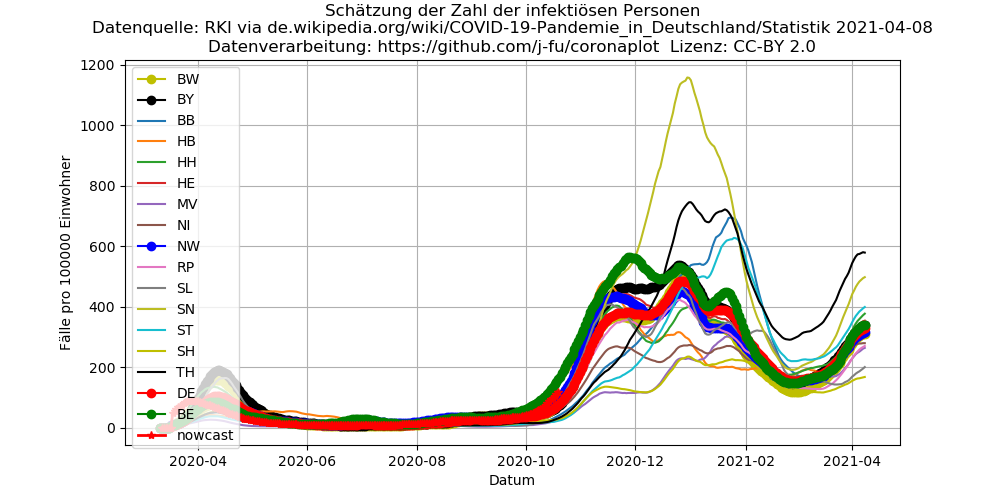 Schätzung der Zahl der infektiösen Personen
Datenquelle: RKI via de.wikipedia.org/wiki/COVID-19-Pandemie_in_Deutschland/Statistik 2021-04-08
Datenverarbeitung: https://github.com/j-fu/coronaplot  Lizenz: CC-BY 2.0
Fälle pro 100000 Einwohner
1200
1000
800
600
400
200
0
BW
BY
BB
HB
HH
HE
MV
NI
NW
RP
SL
SN
ST
SH
TH
DE
BE
nowcast
2020-04 2020-06 2020-08 2020-10 2020-12 2021-02 2021-04
Datum